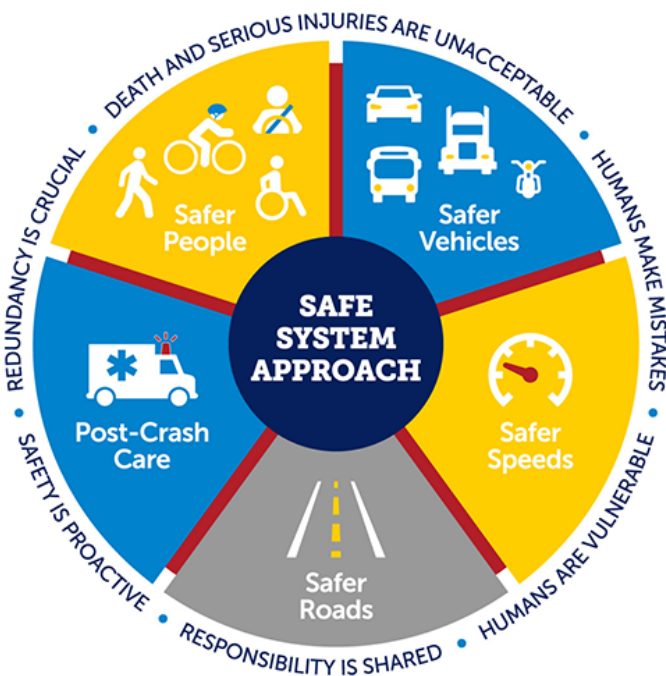 DEATH AND SERIOUS INJURIES ARE UNACCEPTABLE
HUMANS MAKE MISTAKES
HUMANS ARE VULNERABLE
RESPONSIBILITY IS SHARED
SAFETY IS PROACTIVE
REDUNDANCY IS CRUCIAL
Safer
People
Safer
Vehicles
SAFE
SYSTEM
APPROACH
Post-Crash
Care
Safer
Speeds
Safer
Roads